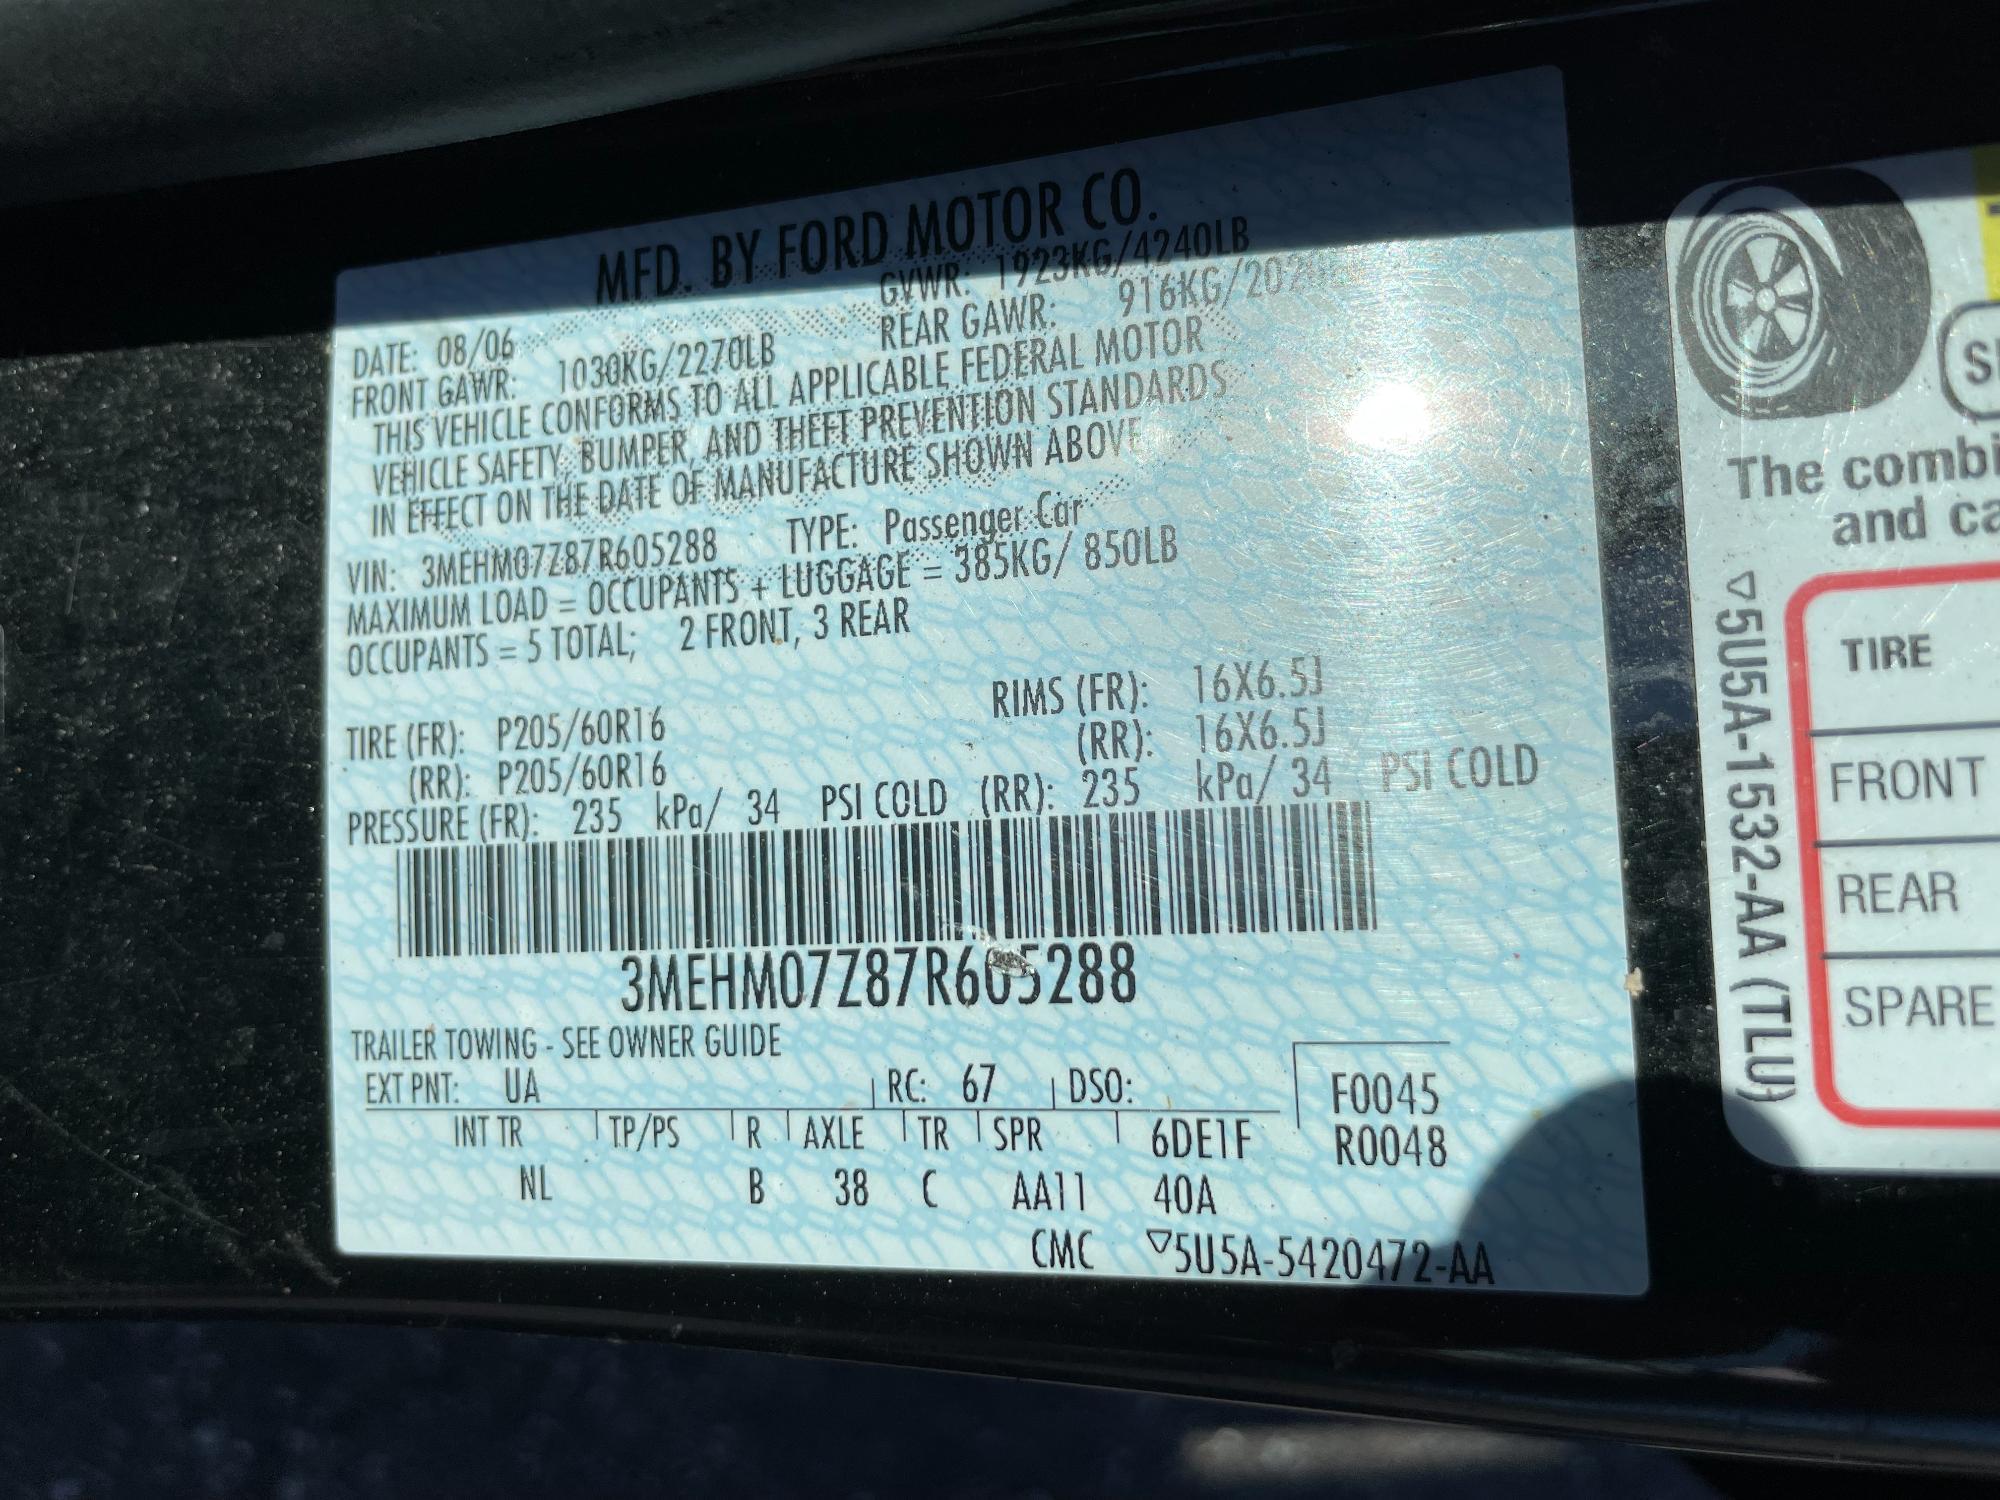 MFD. BY FORD MOTOR CO.
DATE: 08/06 GVWR: 1923KG/4240LB
FRONT GAWR: 1030KG/2270LB REAR GAWR: 916KG/2020LB
THIS VEHICLE CONFORMS TO ALL APPLICABLE FEDERAL MOTOR
VEHICLE SAFETY, BUMPER, AND THEFT PREVENTION STANDARDS
IN EFFECT ON THE DATE OF MANUFACTURE SHOWN ABOVE
VIN: 3MEHM07Z87R605288 TYPE: Passenger Car
MAXIMUM LOAD = OCCUPANTS + LUGGAGE = 385KG/ 850LB
OCCUPANTS = 5 TOTAL; 2 FRONT, 3 REAR
TIRE (FR): P205/60R16 RIMS (FR): 16X6.5J
(RR): P205/60R16 (RR): 16X6.5J
PRESSURE (FR): 235 kPa/ 34 PSI COLD (RR): 235 kPa/ 34 PSI COLD
3MEHM07Z87R605288
TRAILER TOWING - SEE OWNER GUIDE
EXT PNT: UA RC: 67 DSO: F0045
INT TR TP/PS R AXLE TR SPR 6DE1F R0048
NL B 38 C AA11 40A
CMC ▽5U5A-5420472-AA
The combi
and ca
▽5U5A-1532-AA (TLU)
TIRE
FRONT
REAR
SPARE